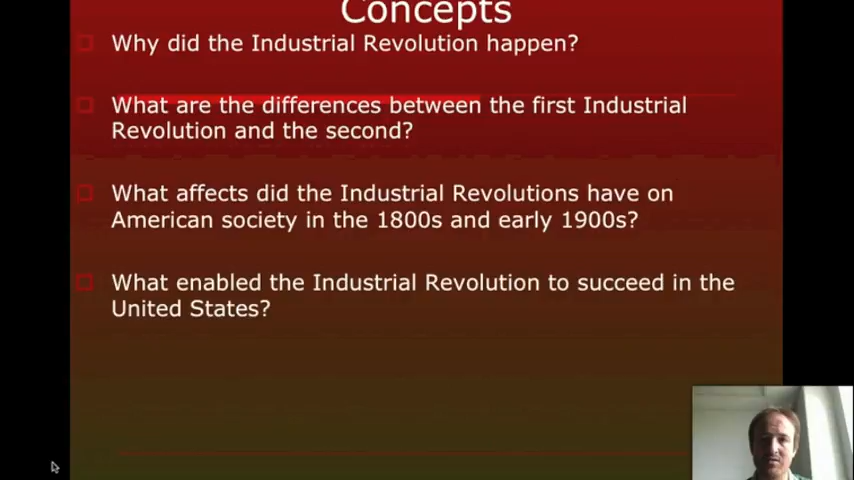 Concepts
Why did the Industrial Revolution happen?
What are the differences between the first Industrial
Revolution and the second?
What affects did the Industrial Revolutions have on
American society in the 1800s and early 1900s?
What enabled the Industrial Revolution to succeed in the
United States?